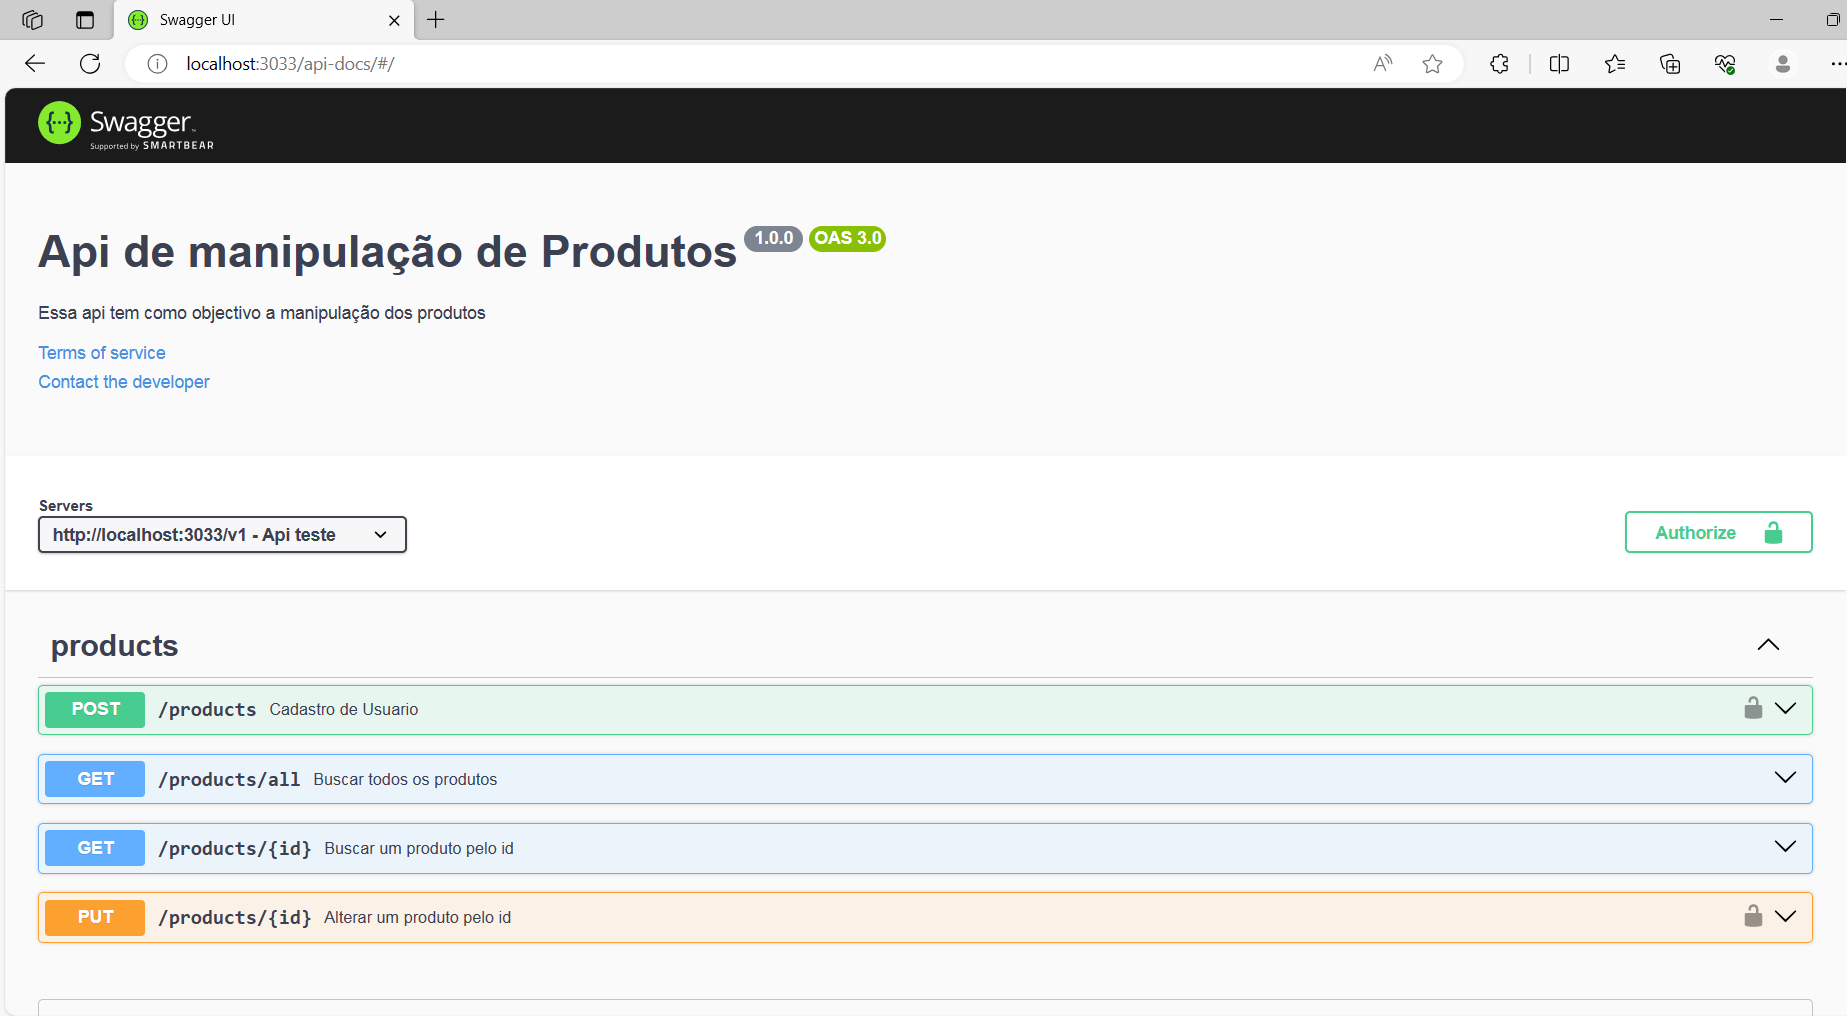 Swagger UI
localhost:3033/api-docs/#/
Swagger
Supported by SMARTBEAR
Api de manipulação de Produtos 1.0.0 OAS 3.0
Essa api tem como objectivo a manipulação dos produtos
Terms of service
Contact the developer
Servers
http://localhost:3033/v1 - Api teste
Authorize
products
POST /products Cadastro de Usuario
GET /products/all Buscar todos os produtos
GET /products/{id} Buscar um produto pelo id
PUT /products/{id} Alterar um produto pelo id